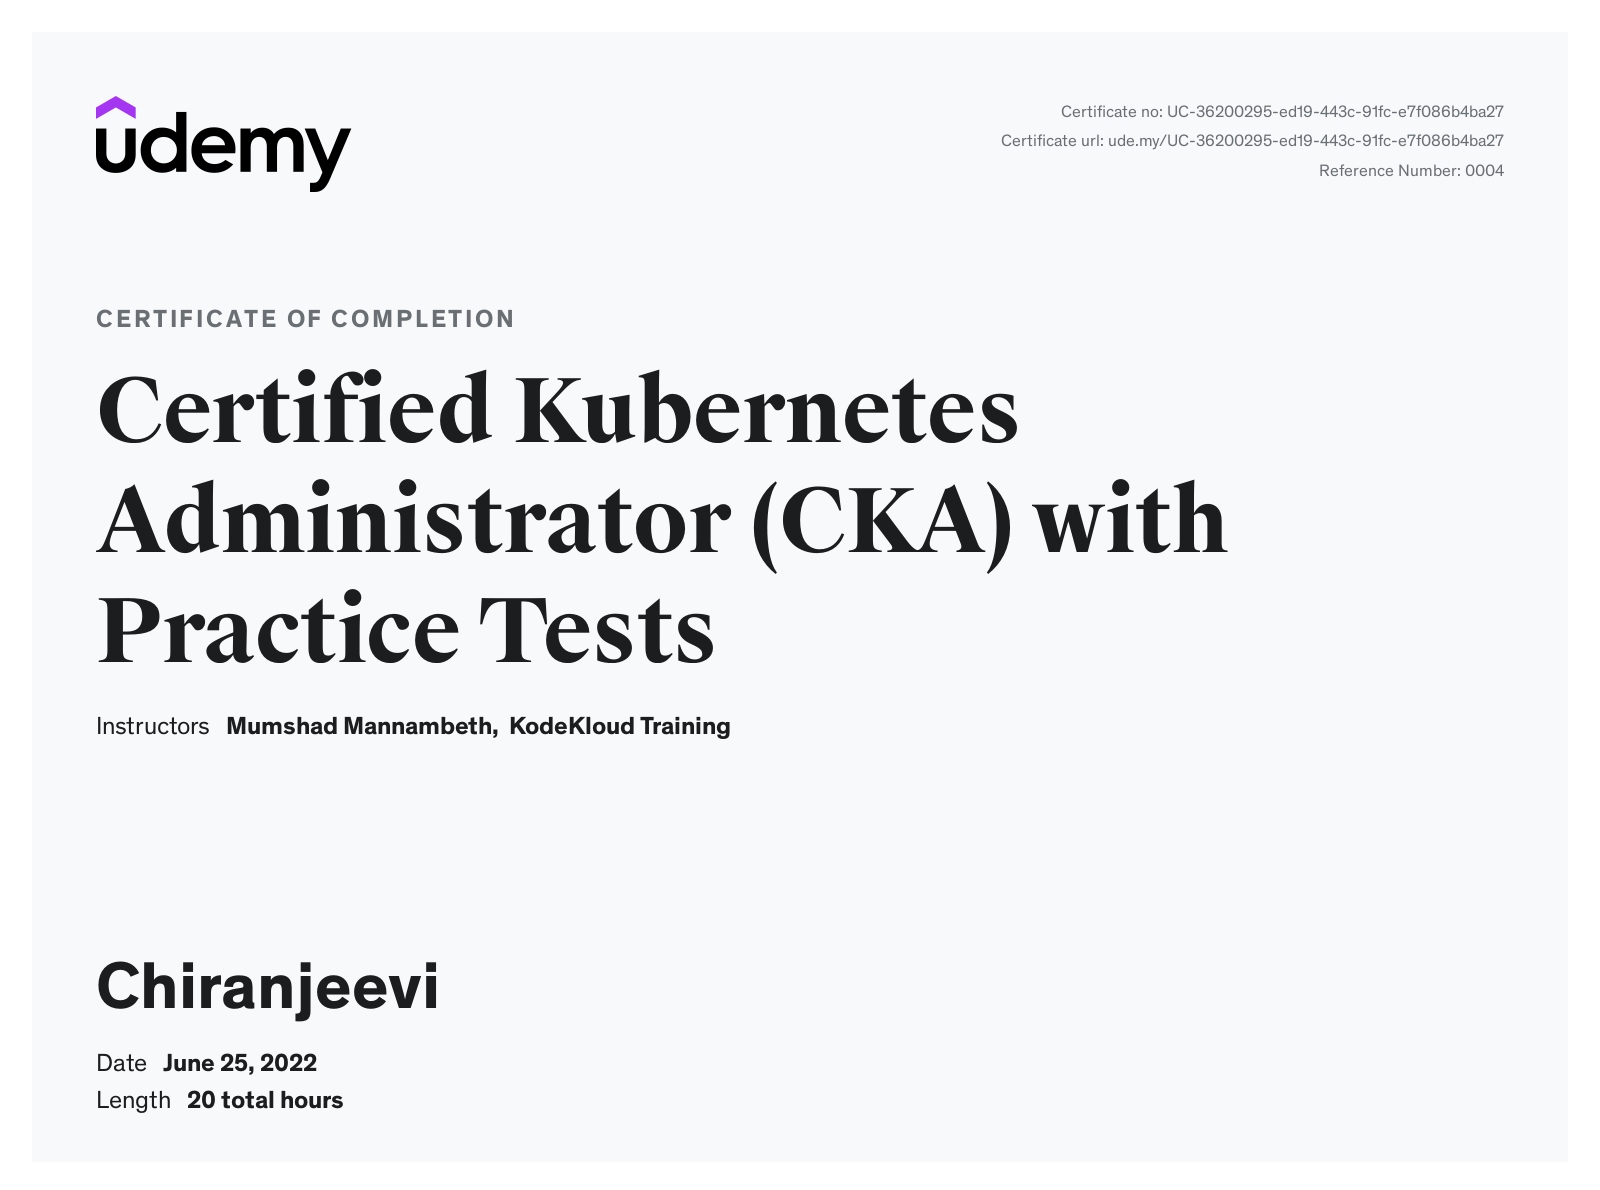 udemy
Certificate no: UC-36200295-ed19-443c-91fc-e7f086b4ba27
Certificate url: ude.my/UC-36200295-ed19-443c-91fc-e7f086b4ba27
Reference Number: 0004
CERTIFICATE OF COMPLETION
Certified Kubernetes
Administrator (CKA) with
Practice Tests
Instructors Mumshad Mannambeth, KodeKloud Training
Chiranjeevi
Date June 25, 2022
Length 20 total hours